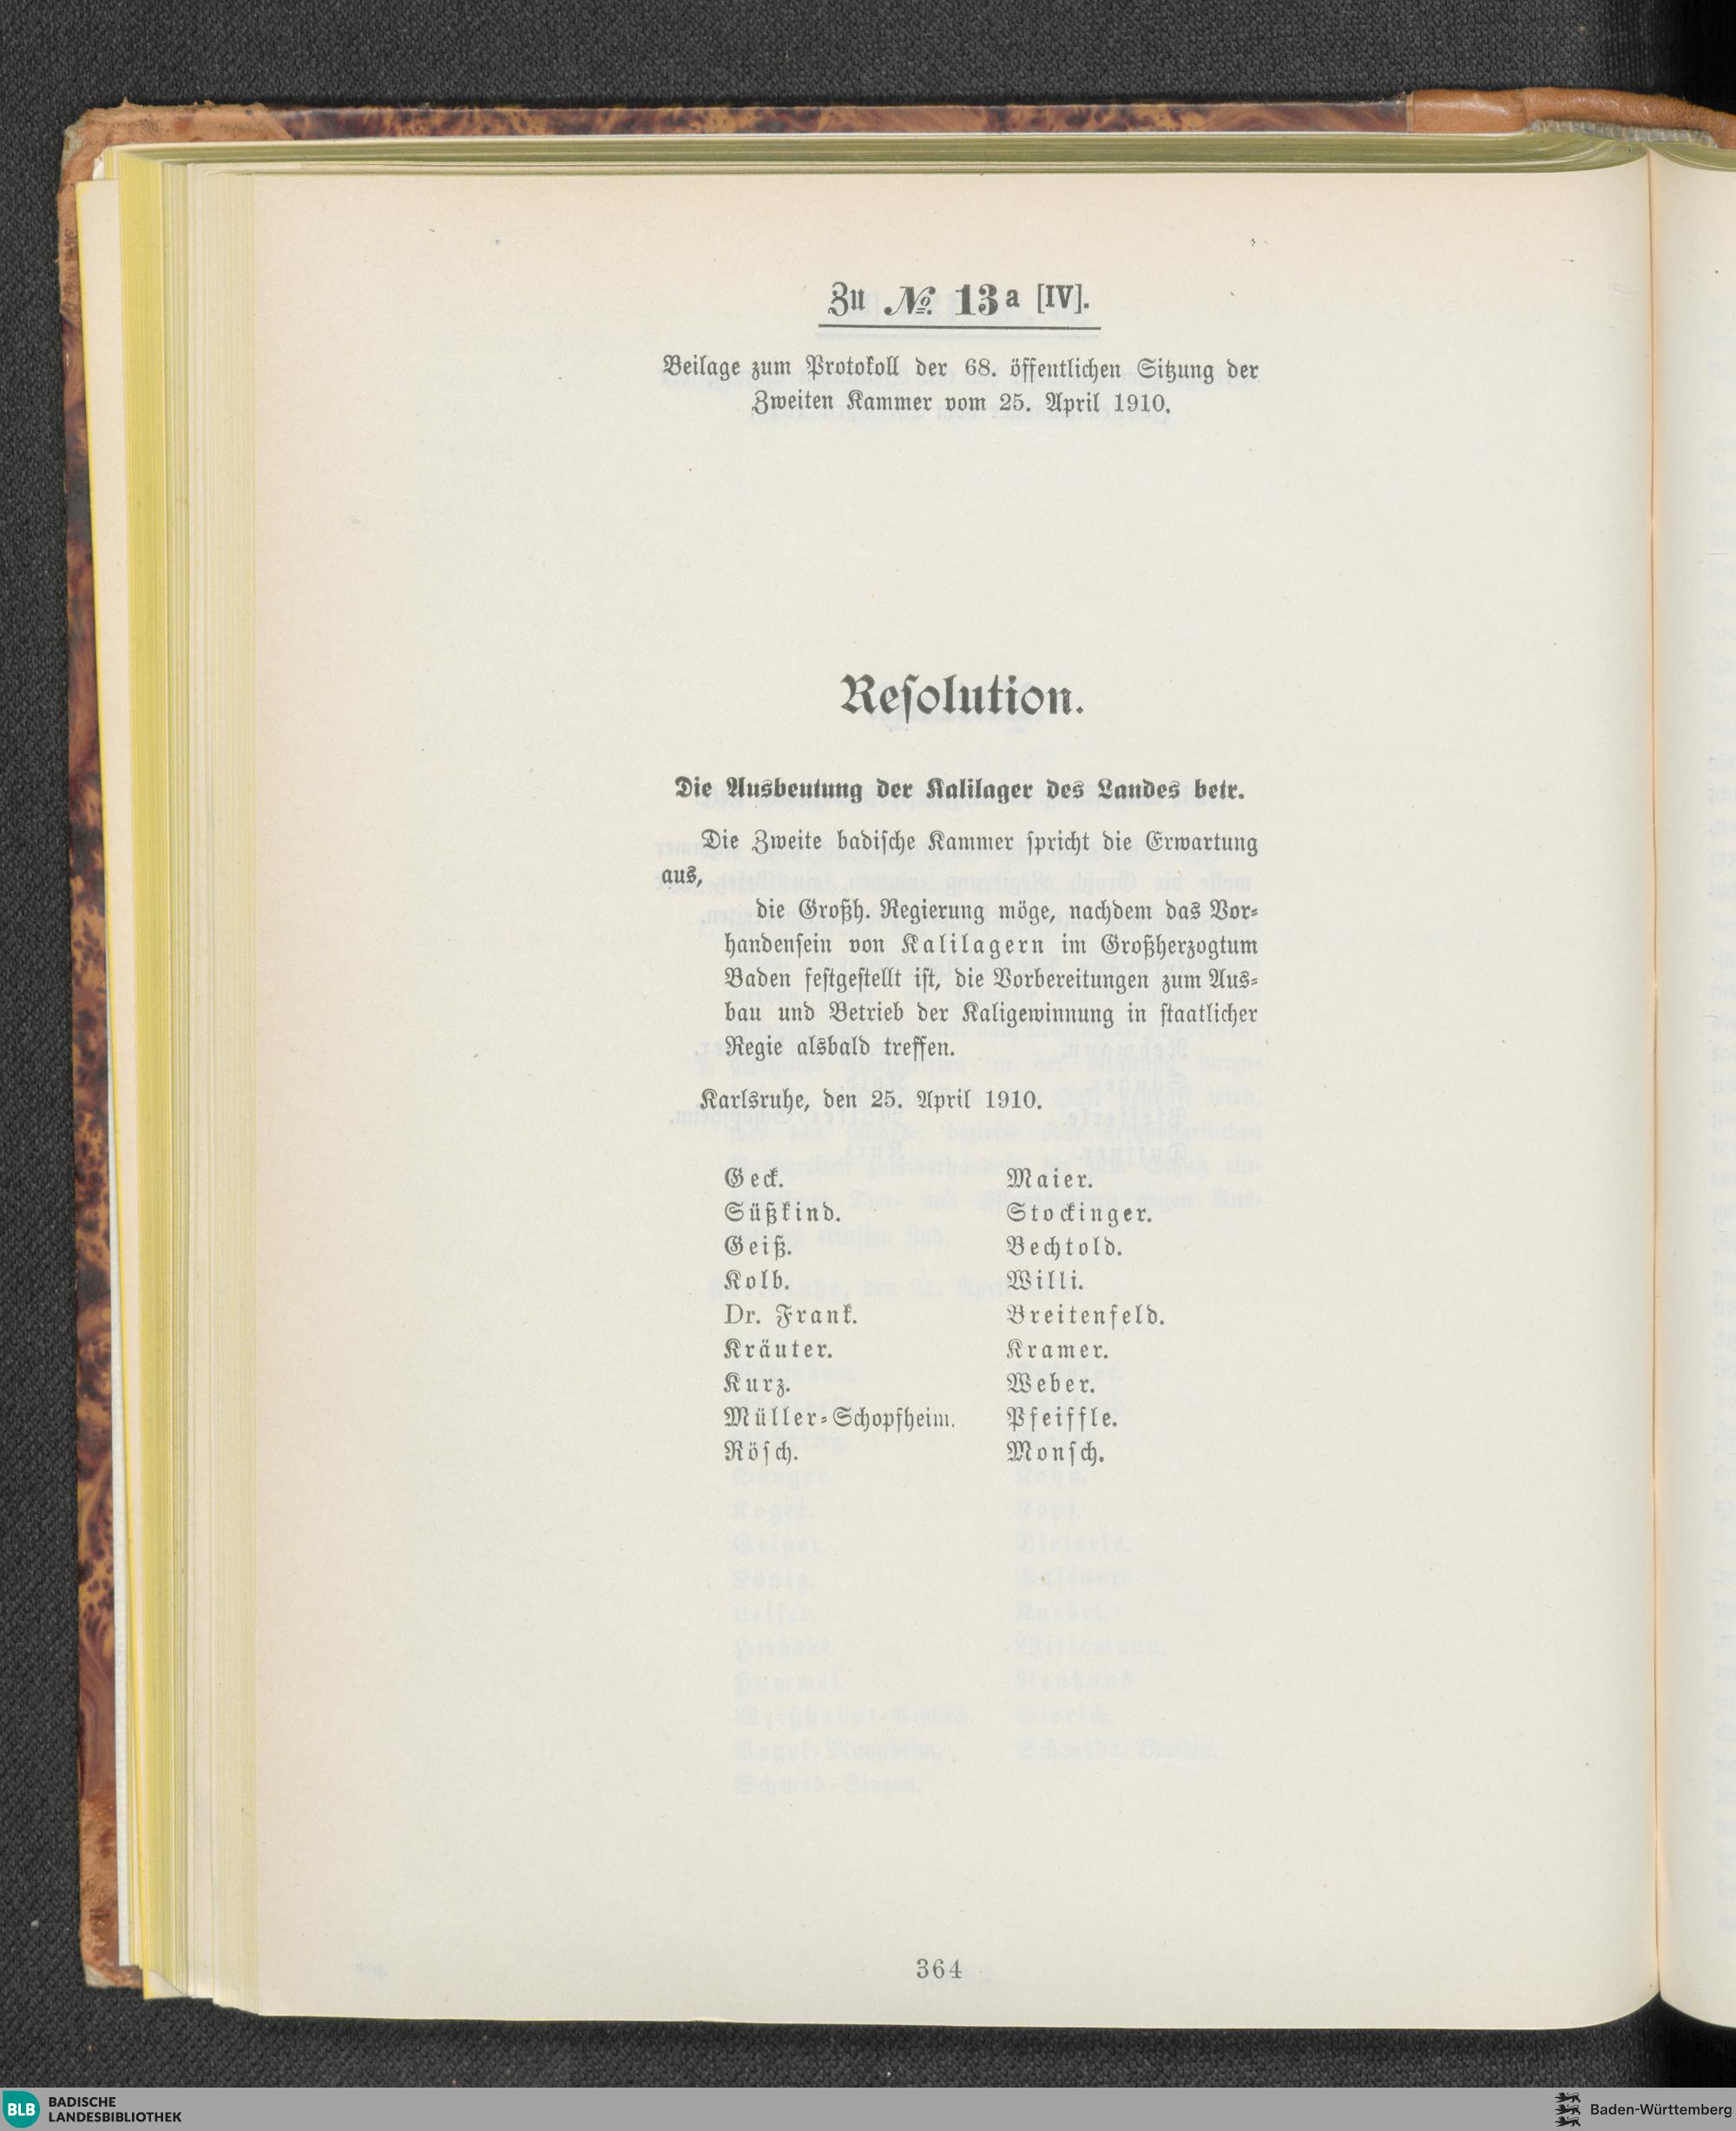 Zu № 13a [IV].
Beilage zum Protokoll der 68. öffentlichen Sitzung der
Zweiten Kammer vom 25. April 1910.
Resolution.
Die Ausbeutung der Kalilager des Landes betr.
Die Zweite badische Kammer spricht die Erwartung
aus,
die Großh. Regierung möge, nachdem das Vor-
handensein von Kalilagern im Großherzogtum
Baden festgestellt ist, die Vorbereitungen zum Aus-
bau und Betrieb der Kaligewinnung in staatlicher
Regie alsbald treffen.
Karlsruhe, den 25. April 1910.
Geck.
Süßkind.
Geiß.
Kolb.
Dr. Frank.
Kräuter.
Kurz.
Müller-Schopfheim.
Rösch.
Maier.
Stockinger.
Bechtold.
Willi.
Breitenfeld.
Kramer.
Weber.
Pfeiffle.
Monsch.
364
BLB BADISCHE
LANDESBIBLIOTHEK
Baden-Württemberg